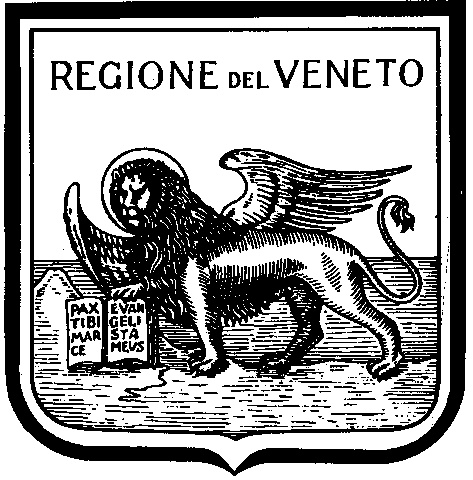 REGIONE DEL VENETO
PAX
TIBI
MAR
CE
EVAN
GELI
STA
MEUS